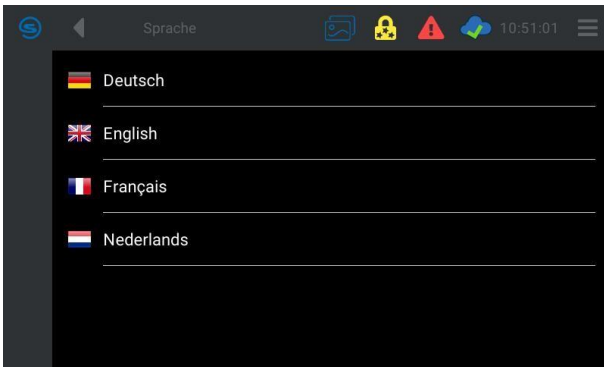 Sprache
10:51:01
Deutsch
English
Français
Nederlands